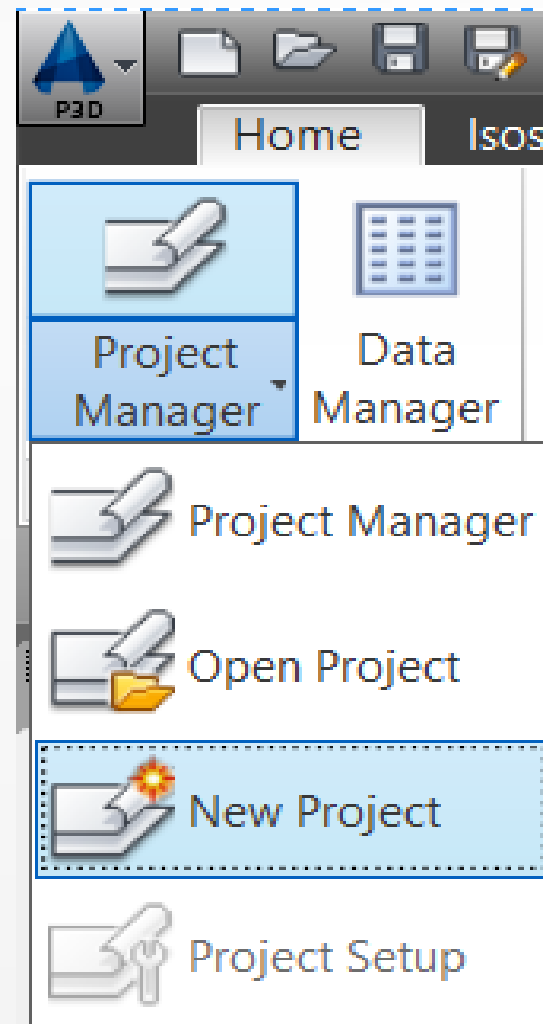 P3D
Home Isos
Project Manager
Data Manager
Project Manager
Open Project
New Project
Project Setup